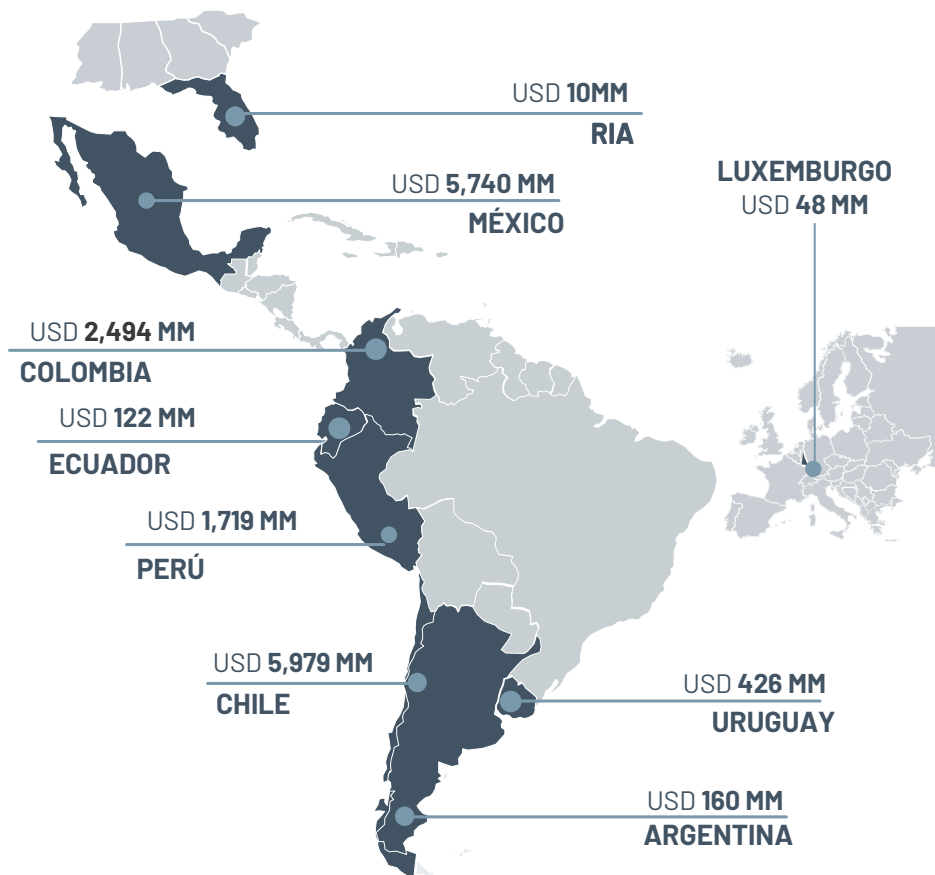 USD 10MM
RIA
USD 5,740 MM
MÉXICO
LUXEMBURGO
USD 48 MM
USD 2,494 MM
COLOMBIA
USD 122 MM
ECUADOR
USD 1,719 MM
PERÚ
USD 5,979 MM
CHILE
USD 426 MM
URUGUAY
USD 160 MM
ARGENTINA